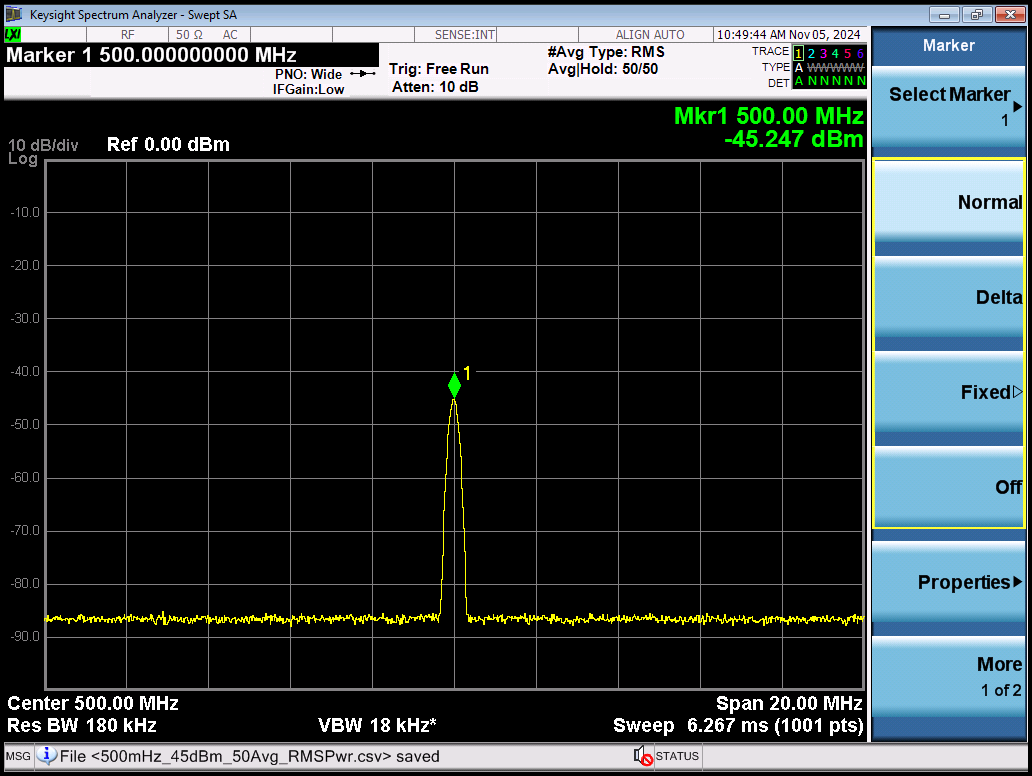 Keysight Spectrum Analyzer - Swept SA
LXI RF 50 Ω AC SENSE:INT ALIGN AUTO 10:49:44 AM Nov 05, 2024
Marker 1 500.000000000 MHz
PNO: Wide
IFGain:Low
Trig: Free Run
Atten: 10 dB
#Avg Type: RMS
Avg|Hold: 50/50
TRACE 1 2 3 4 5 6
TYPE A W W W W W
DET A N N N N N
Mkr1 500.00 MHz
-45.247 dBm
10 dB/div
Log
Ref 0.00 dBm
-10.0
-20.0
-30.0
-40.0
-50.0
-60.0
-70.0
-80.0
-90.0
1
Center 500.00 MHz
Span 20.00 MHz
Res BW 180 kHz
VBW 18 kHz*
Sweep 6.267 ms (1001 pts)
MSG
File <500mHz_45dBm_50Avg_RMSPwr.csv> saved
STATUS
Marker
Select Marker
1
Normal
Delta
Fixed
Off
Properties
More
1 of 2